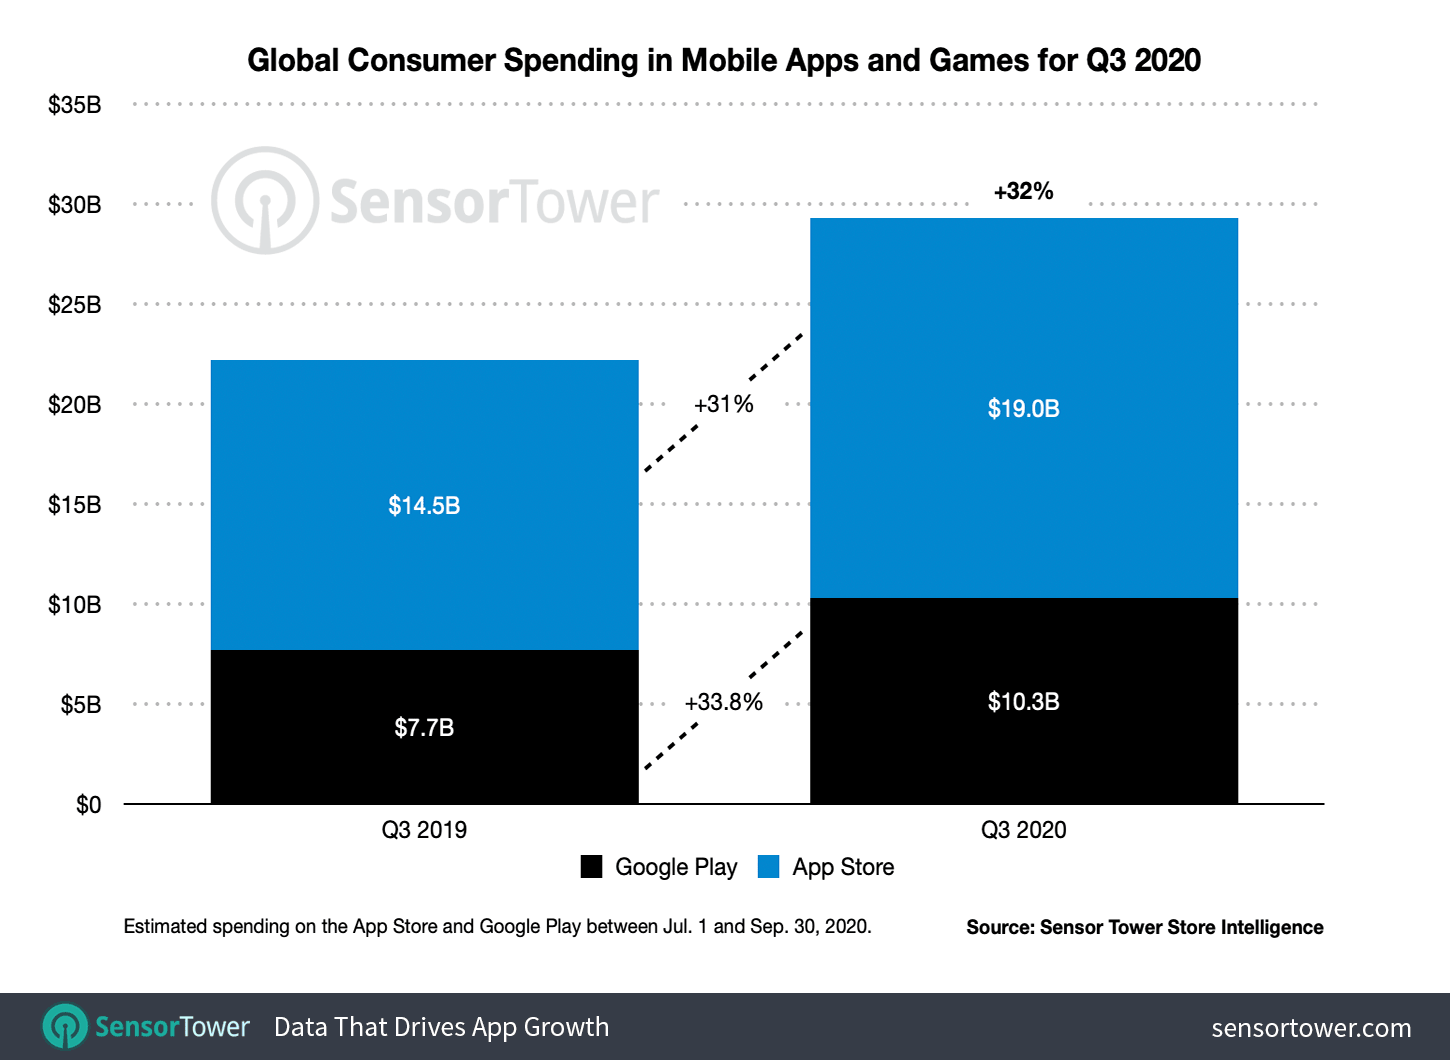 Global Consumer Spending in Mobile Apps and Games for Q3 2020
$35B
SensorTower
+32%
$30B
$25B
+31%
$20B
$19.0B
$15B
$14.5B
$10B
+33.8%
$5B
$10.3B
$7.7B
$0
Q3 2019
Q3 2020
Google Play
App Store
Estimated spending on the App Store and Google Play between Jul. 1 and Sep. 30, 2020.
Source: Sensor Tower Store Intelligence
SensorTower
Data That Drives App Growth
sensortower.com